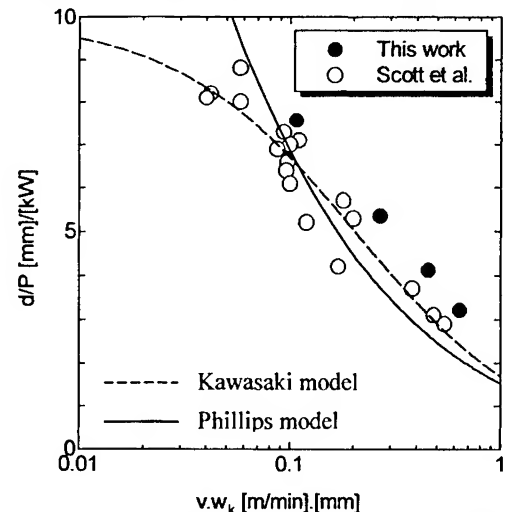 10
This work
Scott et al.
d/P [mm]/[kW]
5
Kawasaki model
Phillips model
0
0.01
0.1
1
v.wk [m/min].[mm]